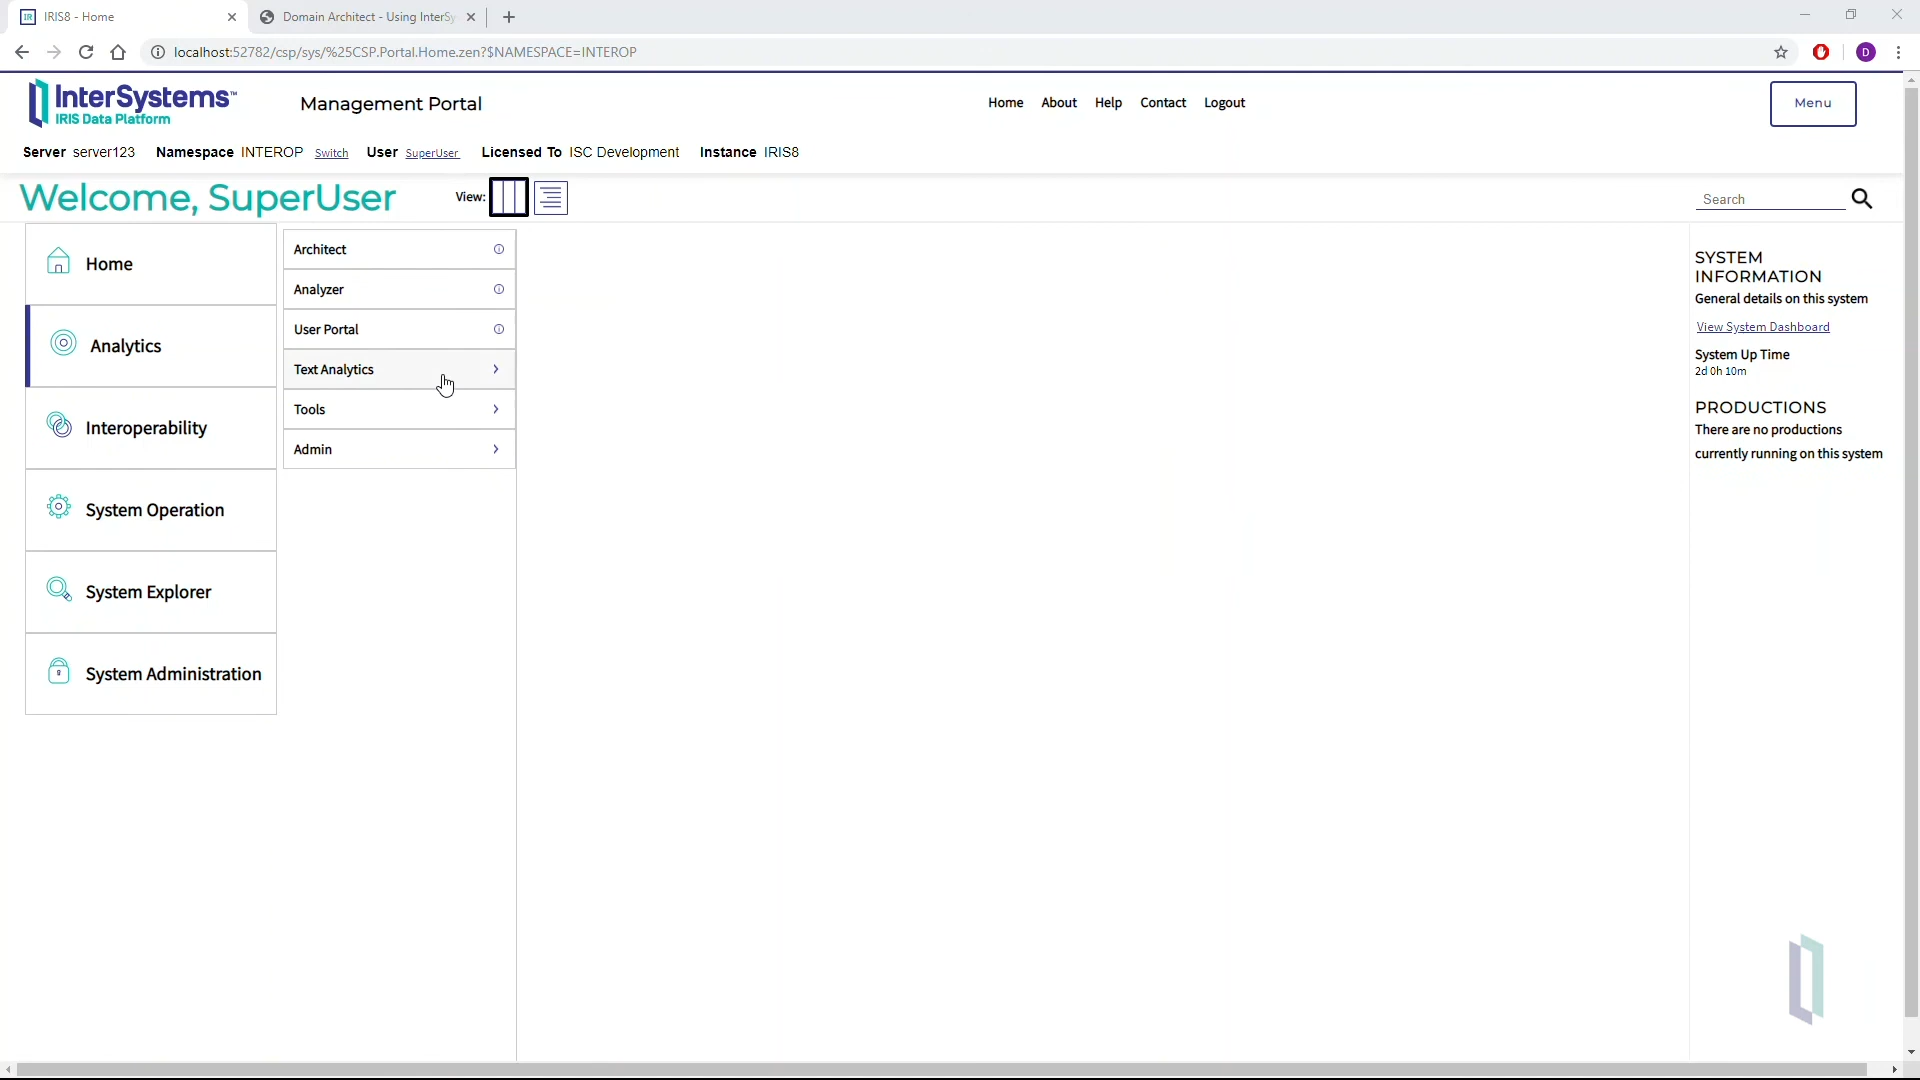 IRIS8 - Home
Domain Architect - Using InterSy
localhost:52782/csp/sys/%25CSP.Portal.Home.zen?$NAMESPACE=INTEROP
D
InterSystems™
IRIS Data Platform
Management Portal
Home About Help Contact Logout
Menu
Server server123 Namespace INTEROP Switch User SuperUser Licensed To ISC Development Instance IRIS8
Welcome, SuperUser
View:
Search
Home
Analytics
Interoperability
System Operation
System Explorer
System Administration
Architect
Analyzer
User Portal
Text Analytics
Tools
Admin
SYSTEM
INFORMATION
General details on this system
View System Dashboard
System Up Time
2d 0h 10m
PRODUCTIONS
There are no productions
currently running on this system